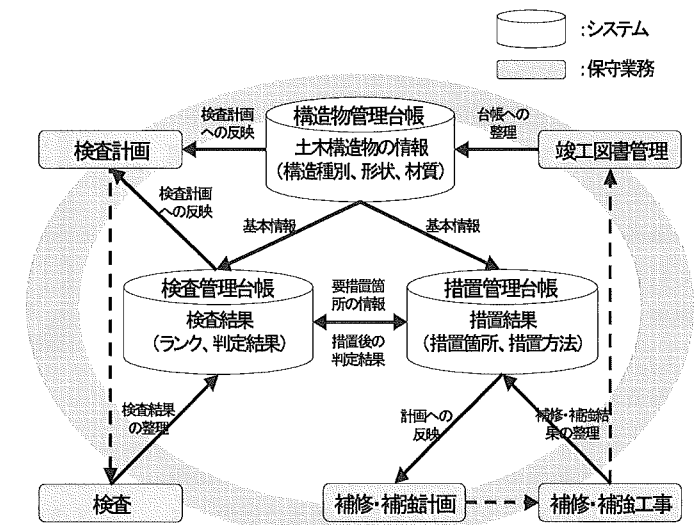 ：システム
：保守業務
構造物管理台帳
土木構造物の情報
（構造種別、形状、材質）
検査計画
への反映
台帳への
整理
検査計画
竣工図書管理
検査計画
への反映
基本情報
基本情報
検査管理台帳
検査結果
（ランク、判定結果）
要措置箇
所の情報
措置後の
判定結果
措置管理台帳
措置結果
（措置箇所、措置方法）
検査結果
の整理
計画への
反映
補修・補強結
果の整理
検査
補修・補強計画
補修・補強工事